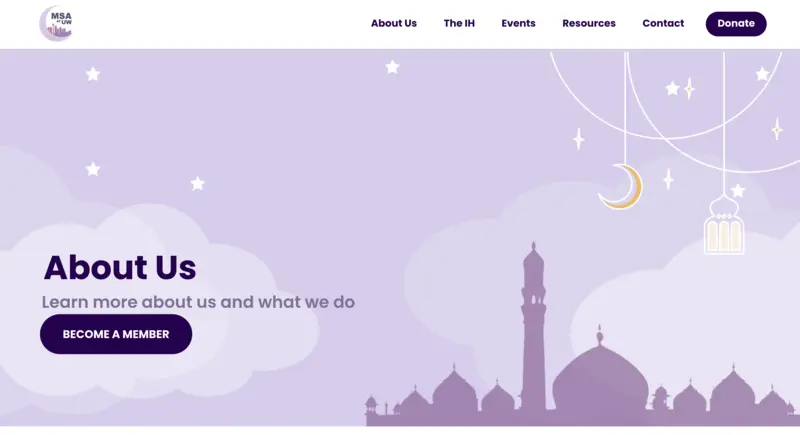 MSA
at UW
About Us
The IH
Events
Resources
Contact
Donate
About Us
Learn more about us and what we do
BECOME A MEMBER